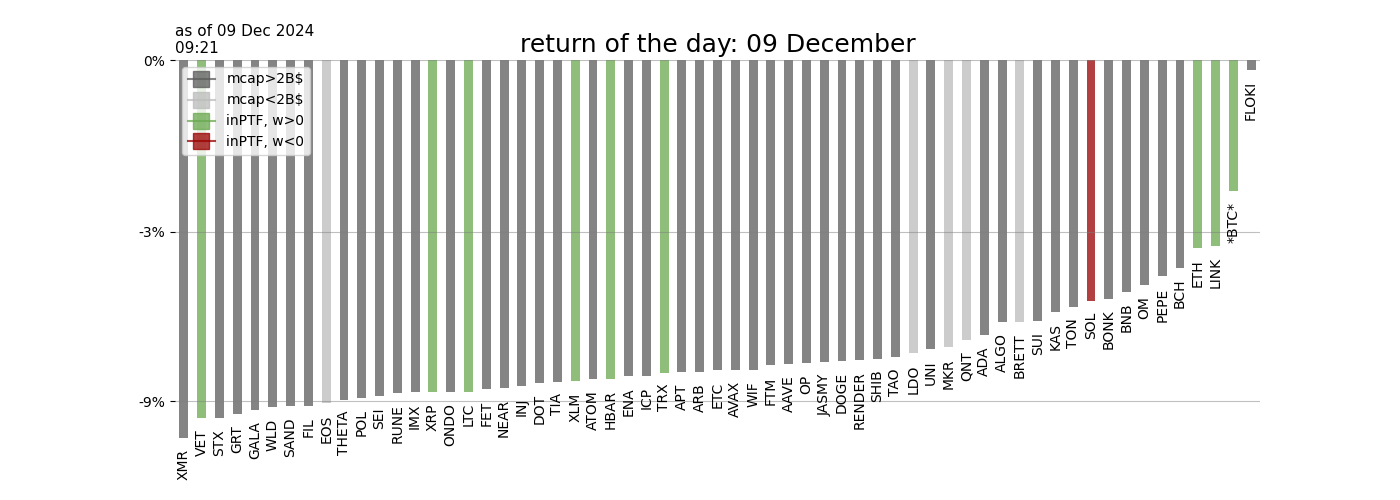 as of 09 Dec 2024
09:21
return of the day: 09 December
0%
-3%
-9%
mcap>2B$
mcap<2B$
inPTF, w>0
inPTF, w<0
XMR
VET
STX
GRT
GALA
WLD
SAND
FIL
EOS
THETA
POL
SEI
RUNE
IMX
XRP
ONDO
LTC
FET
NEAR
INJ
DOT
TIA
XLM
ATOM
HBAR
ENA
ICP
TRX
APT
ARB
ETC
AVAX
WIF
FTM
AAVE
OP
JASMY
DOGE
RENDER
SHIB
TAO
LDO
UNI
MKR
QNT
ADA
ALGO
BRETT
SUI
KAS
TON
SOL
BONK
BNB
OM
PEPE
BCH
ETH
LINK
*BTC*
FLOKI